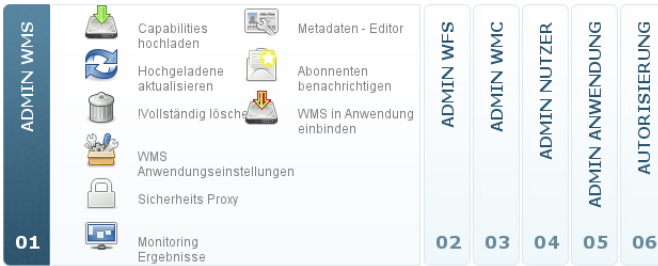 ADMIN WMS
01
Capabilities
hochladen
Hochgeladene
aktualisieren
!Vollständig lösche
WMS
Anwendungseinstellungen
Sicherheits Proxy
Monitoring
Ergebnisse
Metadaten - Editor
Abonnenten
benachrichtigen
WMS in Anwendung
einbinden
ADMIN WFS
02
ADMIN WMC
03
ADMIN NUTZER
04
ADMIN ANWENDUNG
05
AUTORISIERUNG
06